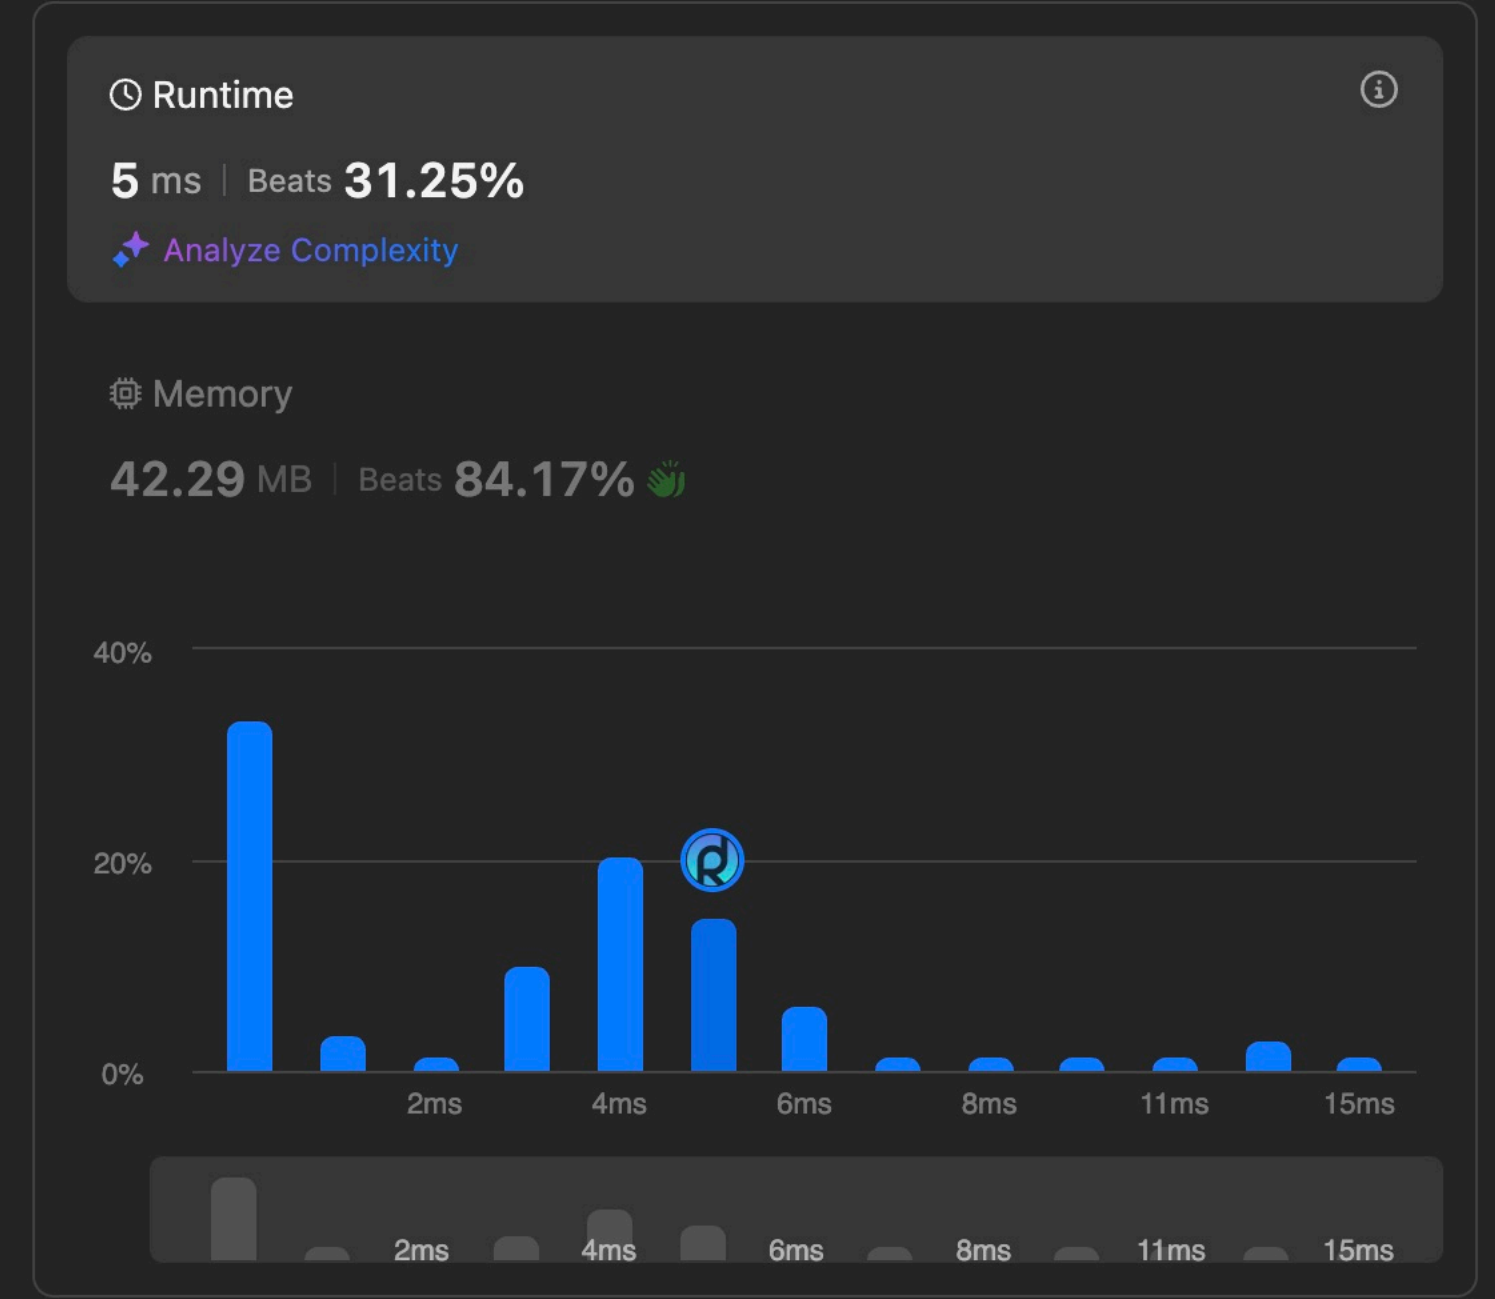 Runtime
5 ms | Beats 31.25%
Analyze Complexity
Memory
42.29 MB | Beats 84.17%
40%
20%
0%
2ms 4ms 6ms 8ms 11ms 15ms
2ms 4ms 6ms 8ms 11ms 15ms